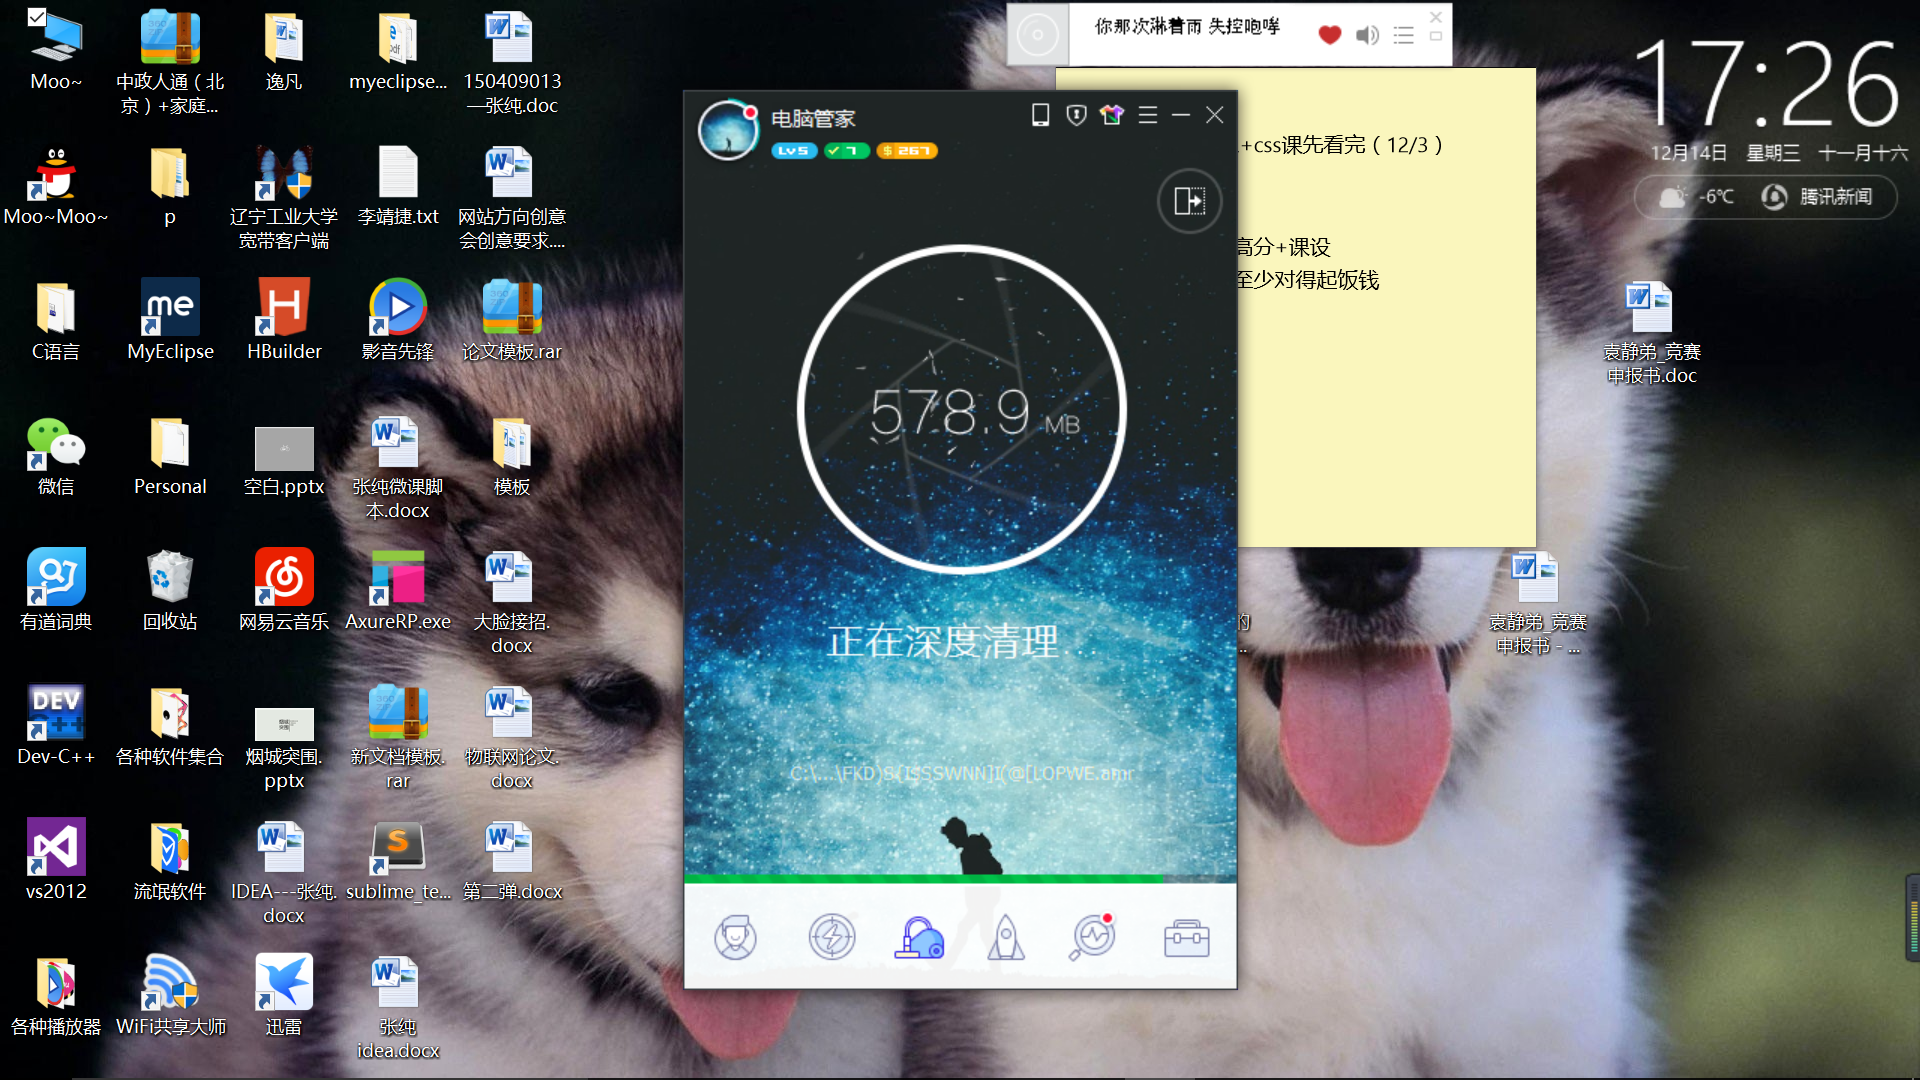 Moo~
中政人通（北
京）+家庭...
逸凡
myeclipse...
150409013
—张纯.doc
Moo~Moo~
p
辽宁工业大学
宽带客户端
李靖捷.txt
网站方向创意
会创意要求....
C语言
MyEclipse
HBuilder
影音先锋
论文模板.rar
微信
Personal
空白.pptx
张纯微课脚
本.docx
模板
有道词典
回收站
网易云音乐
AxureRP.exe
大脸接招.
docx
Dev-C++
各种软件集合
烟城突围.
pptx
新文档模板.
rar
物联网论文.
docx
vs2012
流氓软件
IDEA---张纯.
docx
sublime_te...
第二弹.docx
各种播放器
WiFi共享大师
迅雷
张纯
idea.docx
me
DEV
C++
你那次淋着雨 失控咆哮
电脑管家
Lv5
7
$ 267
578.9 MB
正在深度清理...
C:\...\FKD)S{ISSSWNN]I(@[LOPWE.amr
+css课先看完（12/3）
高分+课设
至少对得起饭钱
17:26
12月14日 星期三 十一月十六
-6℃ 腾讯新闻
袁静弟_竞赛
申报书.doc
袁静弟_竞赛
申报书 - ...
的
...